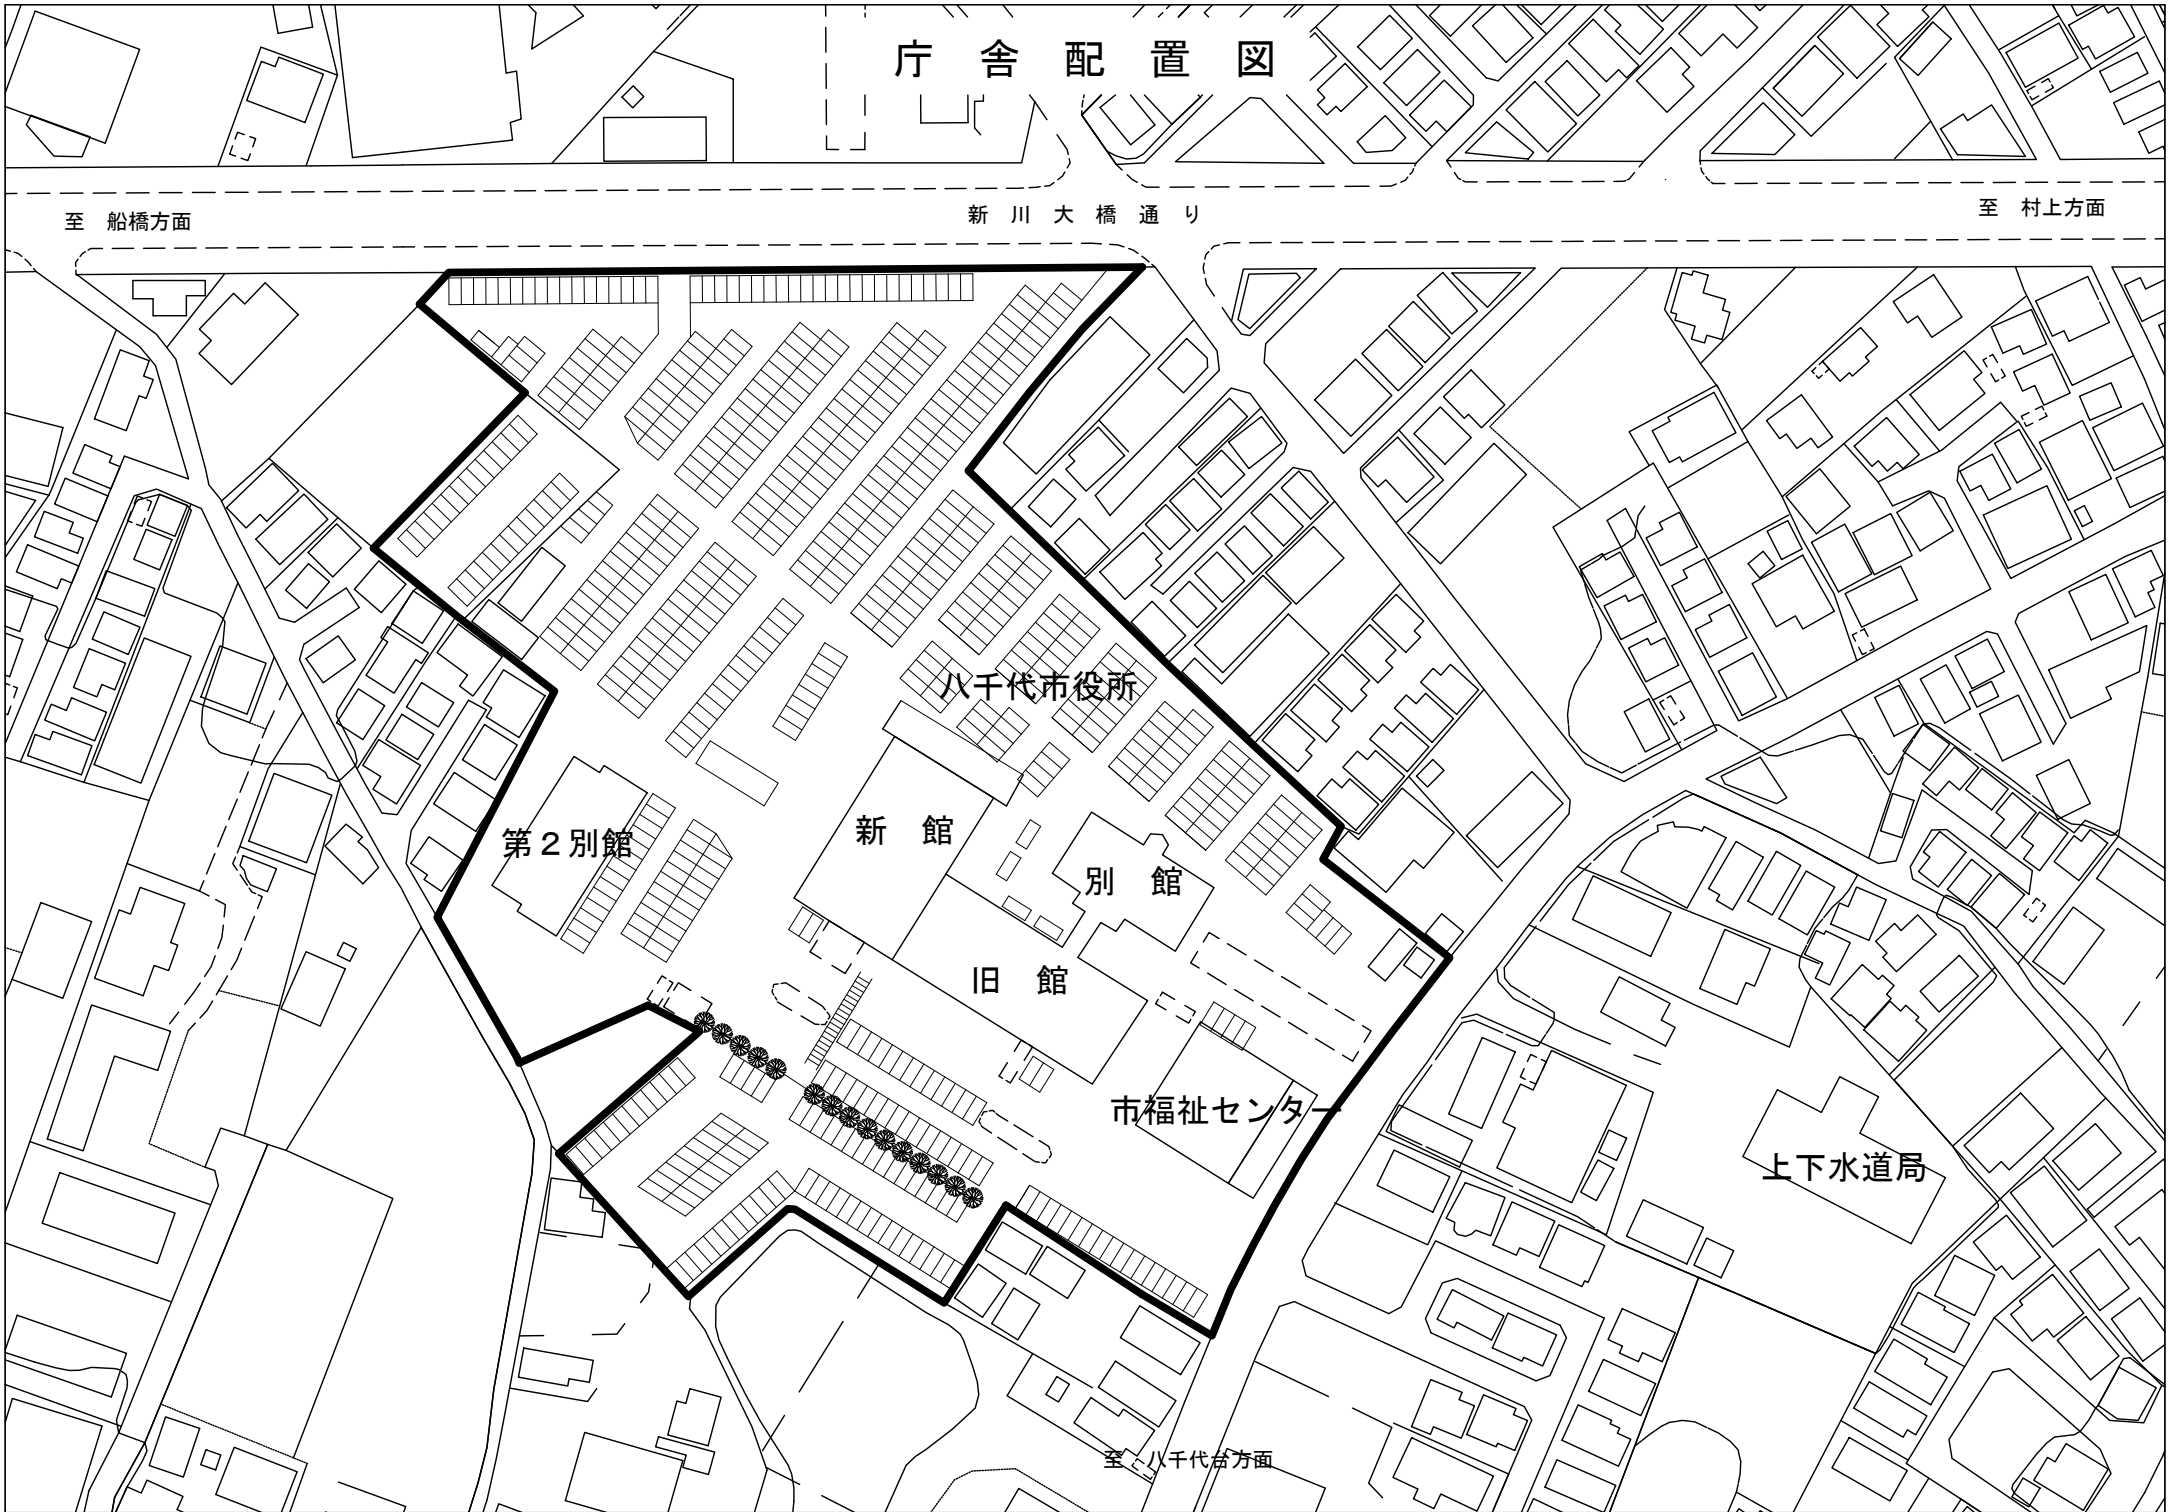 庁 舎 配 置 図
至 船橋方面
新 川 大 橋 通 り
至 村上方面
八千代市役所
新 館
第２別館
別 館
旧 館
市福祉センター
上下水道局
至 八千代台方面